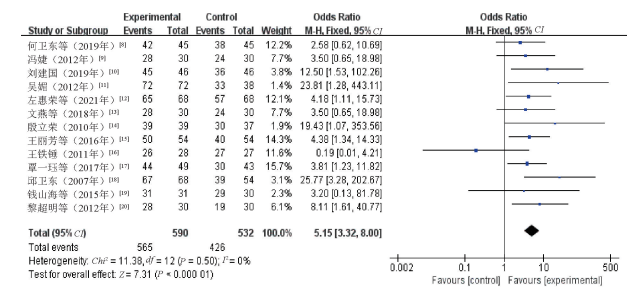 Experimental Control Odds Ratio Odds Ratio
Study or Subgroup Events Total Events Total Weight M-H, Fixed, 95% CI M-H, Fixed, 95% CI
何卫东等（2019年）[8] 42 45 38 45 12.2% 2.58 [0.62, 10.69]
冯婕（2012年）[9] 28 30 24 30 7.7% 3.50 [0.65, 18.98]
刘建国（2019年）[10] 45 46 36 46 3.3% 12.50 [1.53, 102.26]
吴媚（2012年）[11] 72 72 33 38 2.2% 23.81 [1.28, 443.11]
左惠荣等（2021年）[12] 65 68 57 68 12.2% 4.18 [1.11, 15.73]
文燕等（2018年）[13] 28 30 24 30 7.7% 3.50 [0.65, 18.98]
殷立荣（2010年）[14] 39 39 30 37 2.1% 19.43 [1.07, 353.56]
王丽芳等（2016年）[15] 50 54 40 54 14.3% 4.38 [1.34, 14.33]
王铁锤（2011年）[16] 26 28 27 27 11.7% 0.19 [0.01, 4.21]
覃一珏等（2017年）[17] 44 49 30 43 14.9% 3.81 [1.23, 11.82]
邱卫东（2007年）[18] 67 68 39 54 3.1% 25.77 [3.28, 202.67]
钱山海等（2015年）[19] 31 31 29 30 2.2% 3.20 [0.13, 81.78]
黎超明等（2012年）[20] 28 30 19 30 6.1% 8.11 [1.61, 40.77]
Total (95% CI) 590 532 100.0% 5.15 [3.32, 8.00]
Total events 565 426
Heterogeneity: Chi² = 11.38, df = 12 (P = 0.50); I² = 0%
Test for overall effect: Z = 7.31 (P < 0.000 01)
0.002 0.1 1 10 500
Favours [control] Favours [experimental]